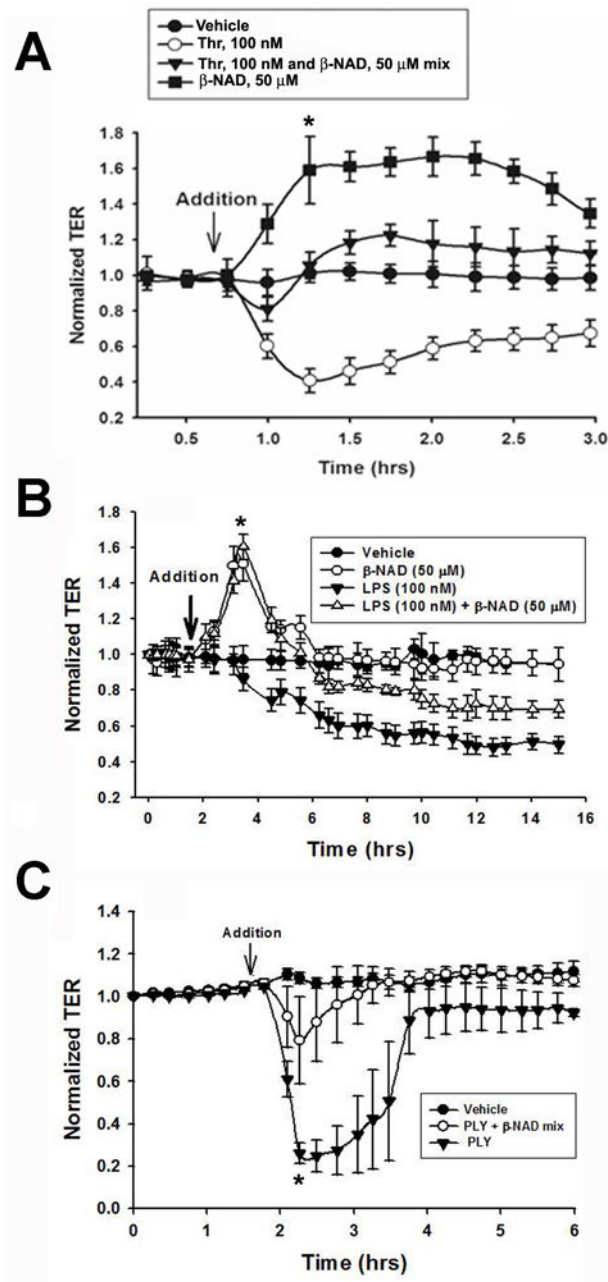 A
Vehicle
Thr, 100 nM
Thr, 100 nM and β-NAD, 50 µM mix
β-NAD, 50 µM
*
Addition
Normalized TER
1.8
1.6
1.4
1.2
1.0
0.8
0.6
0.4
0.2
0.5 1.0 1.5 2.0 2.5 3.0
Time (hrs)
B
Vehicle
β-NAD (50 µM)
LPS (100 nM)
LPS (100 nM) + β-NAD (50 µM)
*
Addition
Normalized TER
1.8
1.6
1.4
1.2
1.0
0.8
0.6
0.4
0.2
0 2 4 6 8 10 12 14 16
Time (hrs)
C
Addition
Normalized TER
1.4
1.2
1.0
0.8
0.6
0.4
0.2
0.0
Vehicle
PLY + β-NAD mix
PLY
*
0 1 2 3 4 5 6
Time (hrs)